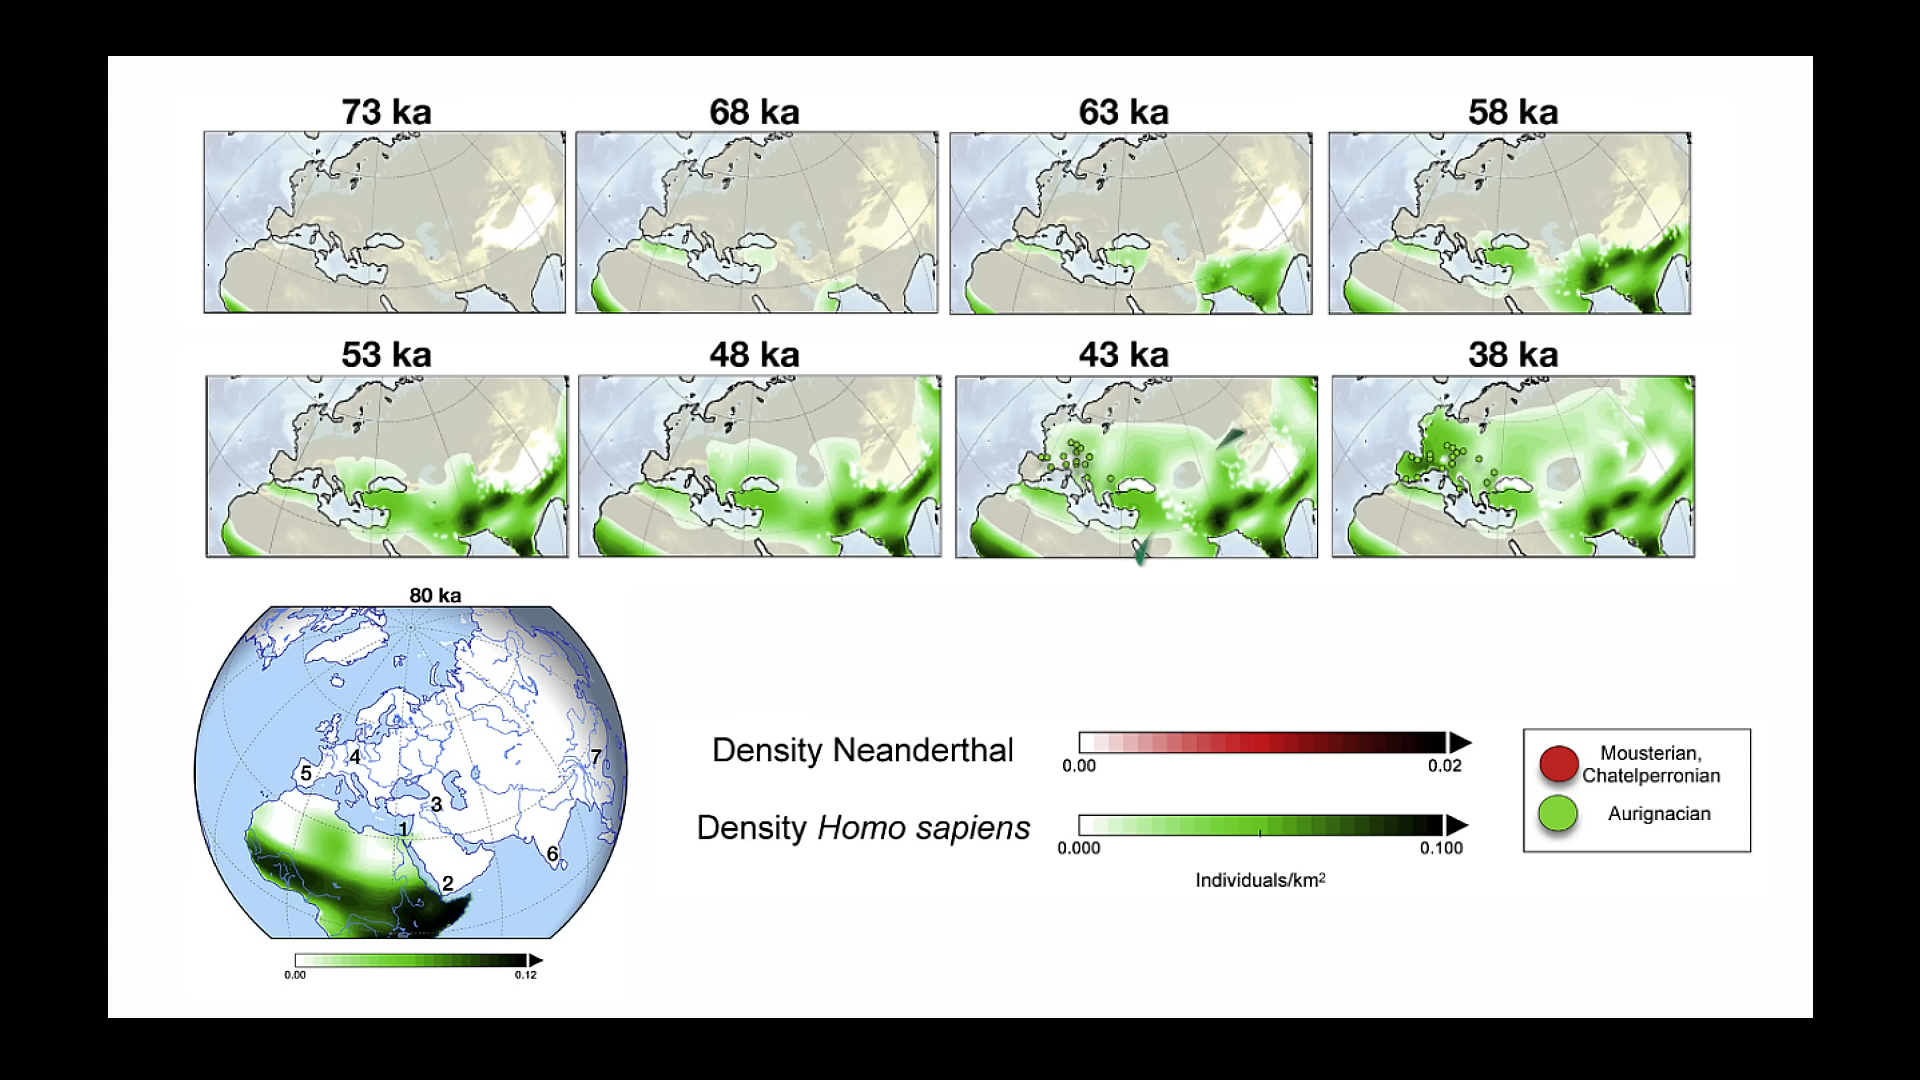 73 ka
68 ka
63 ka
58 ka
53 ka
48 ka
43 ka
38 ka
80 ka
4
7
5
3
1
6
2
0.00
0.12
Density Neanderthal
0.00
0.02
Density Homo sapiens
0.000
0.100
Individuals/km²
Mousterian,
Chatelperronian
Aurignacian